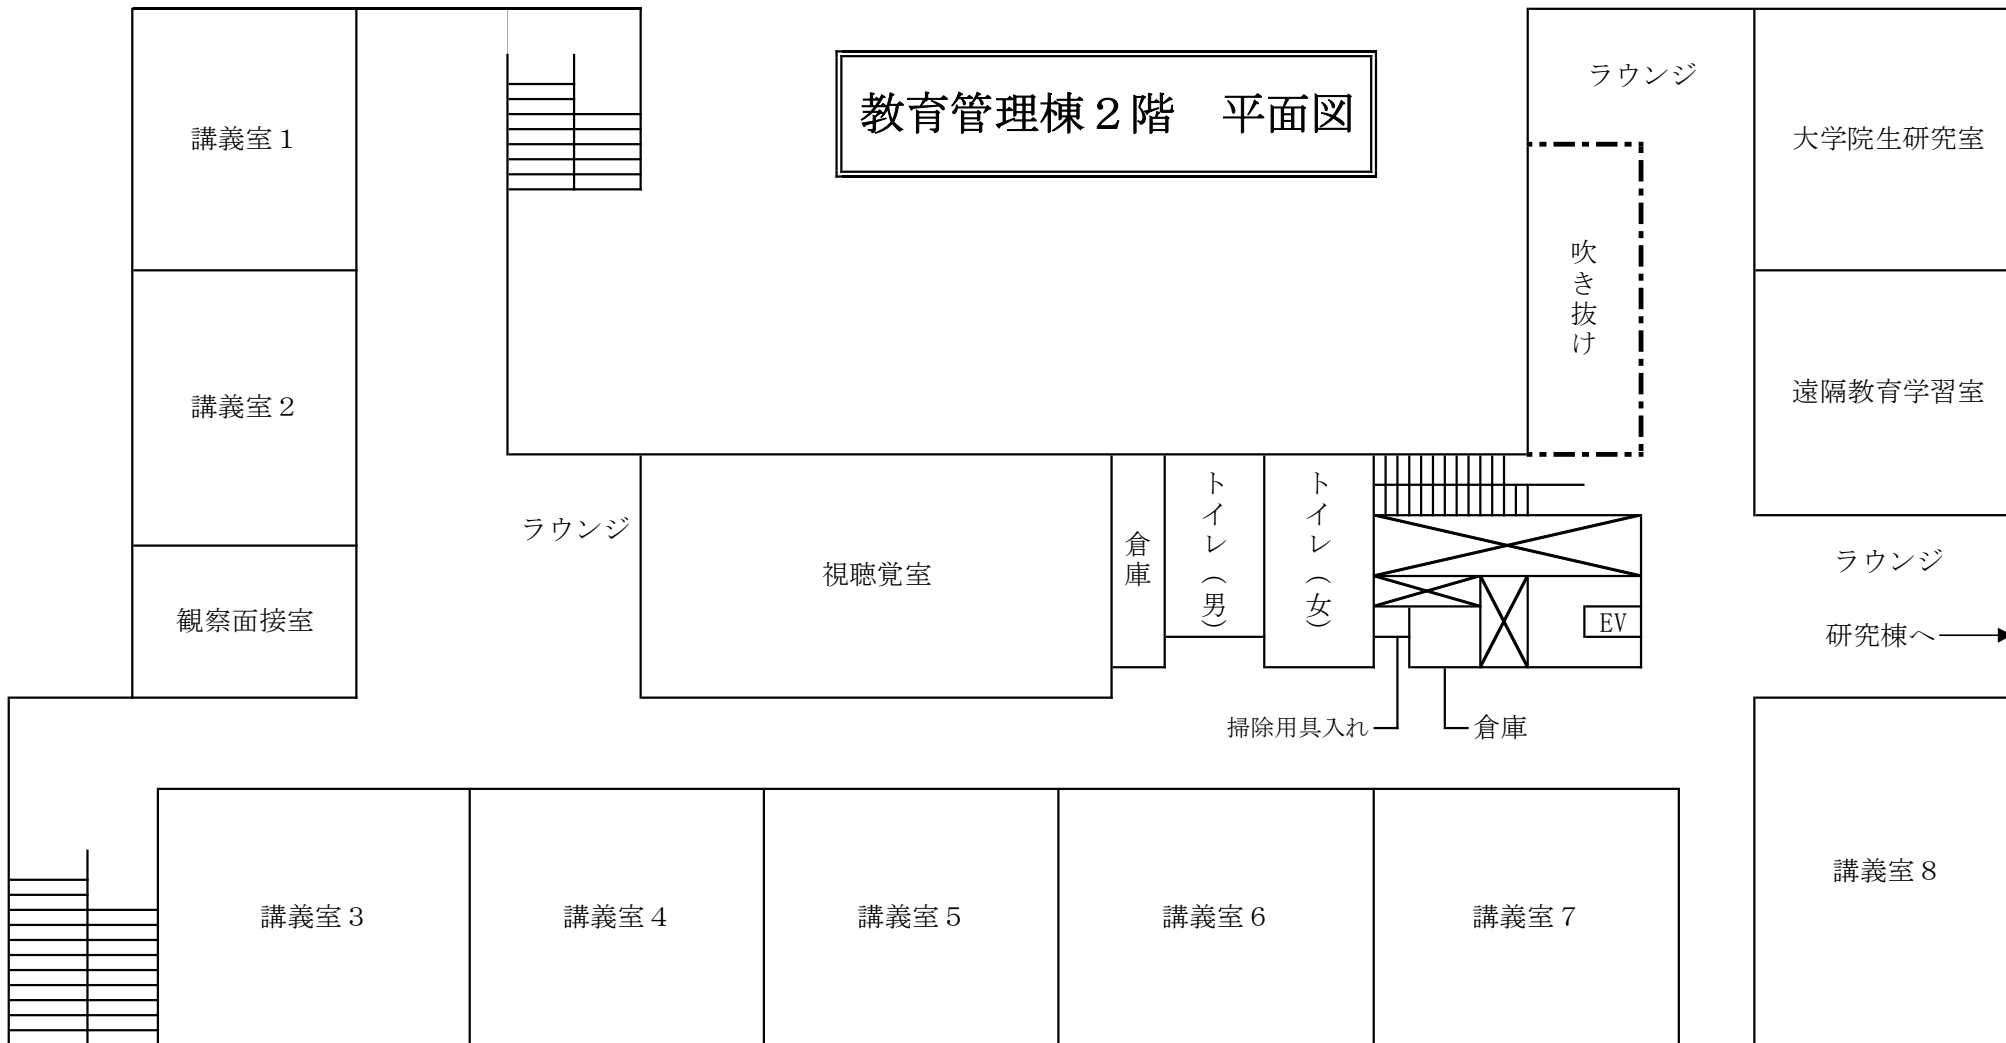 教育管理棟２階　平面図
ラウンジ
講義室１
大学院生研究室
吹き抜け
講義室２
遠隔教育学習室
ラウンジ
視聴覚室
倉庫
トイレ（男）
トイレ（女）
ラウンジ
観察面接室
EV
研究棟へ
掃除用具入れ
倉庫
講義室３
講義室４
講義室５
講義室６
講義室７
講義室８